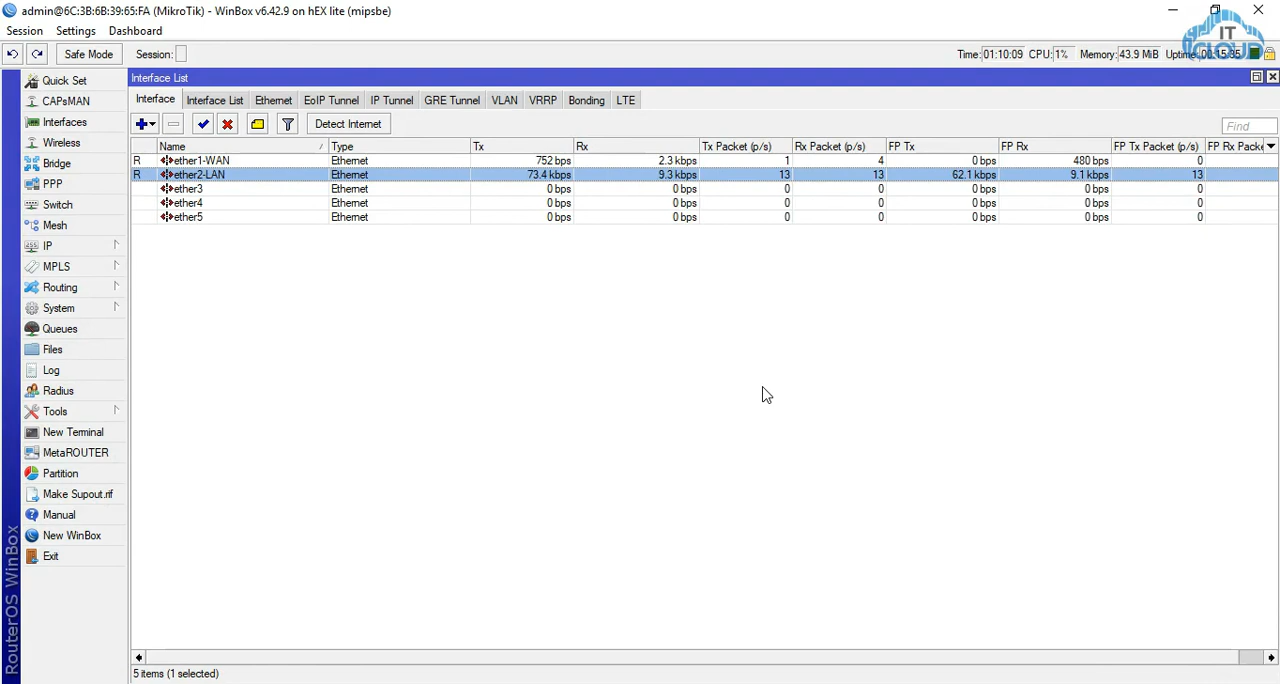 admin@6C:3B:6B:39:65:FA (MikroTik) - WinBox v6.42.9 on hEX lite (mipsbe)
Session Settings Dashboard
Safe Mode Session: Time: 01:10:09 CPU: 1% Memory: 43.9 MiB Uptime: 00:15:35
IT
CLOUD
Interface List
Interface Interface List Ethernet EoIP Tunnel IP Tunnel GRE Tunnel VLAN VRRP Bonding LTE
Detect Internet Find
Name / Type Tx Rx Tx Packet (p/s) Rx Packet (p/s) FP Tx FP Rx FP Tx Packet (p/s) FP Rx Packe
R ether1-WAN Ethernet 752 bps 2.3 kbps 1 4 0 bps 480 bps 0
R ether2-LAN Ethernet 73.4 kbps 9.3 kbps 13 13 62.1 kbps 9.1 kbps 13
ether3 Ethernet 0 bps 0 bps 0 0 0 bps 0 bps 0
ether4 Ethernet 0 bps 0 bps 0 0 0 bps 0 bps 0
ether5 Ethernet 0 bps 0 bps 0 0 0 bps 0 bps 0
Quick Set
CAPsMAN
Interfaces
Wireless
Bridge
PPP
Switch
Mesh
IP
MPLS
Routing
System
Queues
Files
Log
Radius
Tools
New Terminal
MetaROUTER
Partition
Make Supout.rif
Manual
New WinBox
Exit
RouterOS WinBox
5 items (1 selected)